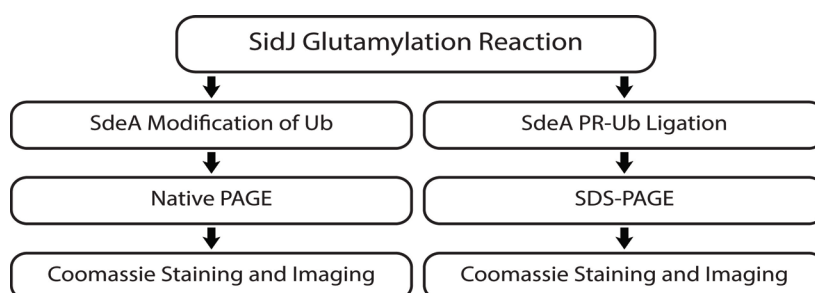 SidJ Glutamylation Reaction
SdeA Modification of Ub
SdeA PR-Ub Ligation
Native PAGE
SDS-PAGE
Coomassie Staining and Imaging
Coomassie Staining and Imaging